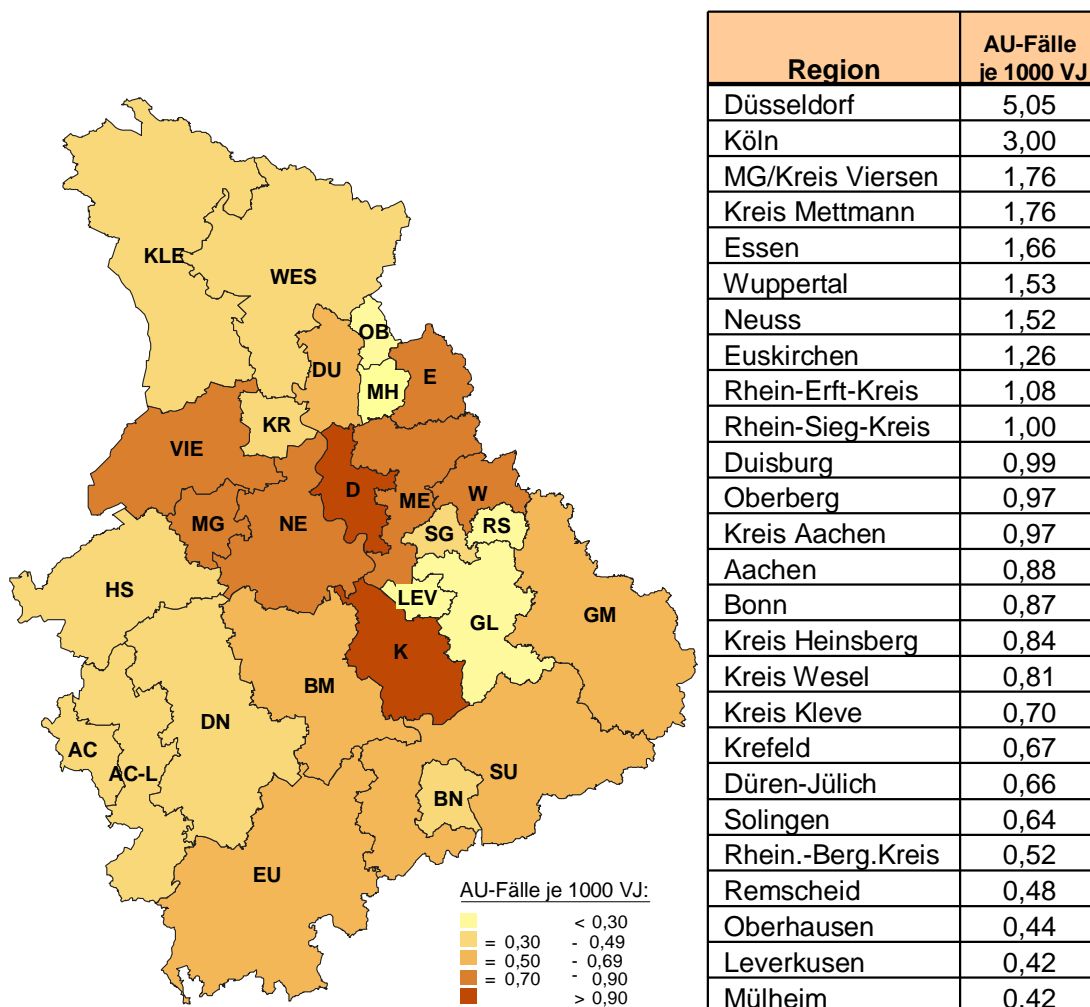 KLE
WES
OB
DU
E
MH
KR
VIE
D
ME
W
MG
NE
SG
RS
HS
LEV
GL
GM
K
BM
DN
AC
AC-L
SU
BN
EU
AU-Fälle je 1000 VJ:
< 0,30
= 0,30 - 0,49
= 0,50 - 0,69
= 0,70 - 0,90
> 0,90
Region AU-Fälle je 1000 VJ
Düsseldorf 5,05
Köln 3,00
MG/Kreis Viersen 1,76
Kreis Mettmann 1,76
Essen 1,66
Wuppertal 1,53
Neuss 1,52
Euskirchen 1,26
Rhein-Erft-Kreis 1,08
Rhein-Sieg-Kreis 1,00
Duisburg 0,99
Oberberg 0,97
Kreis Aachen 0,97
Aachen 0,88
Bonn 0,87
Kreis Heinsberg 0,84
Kreis Wesel 0,81
Kreis Kleve 0,70
Krefeld 0,67
Düren-Jülich 0,66
Solingen 0,64
Rhein.-Berg.Kreis 0,52
Remscheid 0,48
Oberhausen 0,44
Leverkusen 0,42
Mülheim 0,42